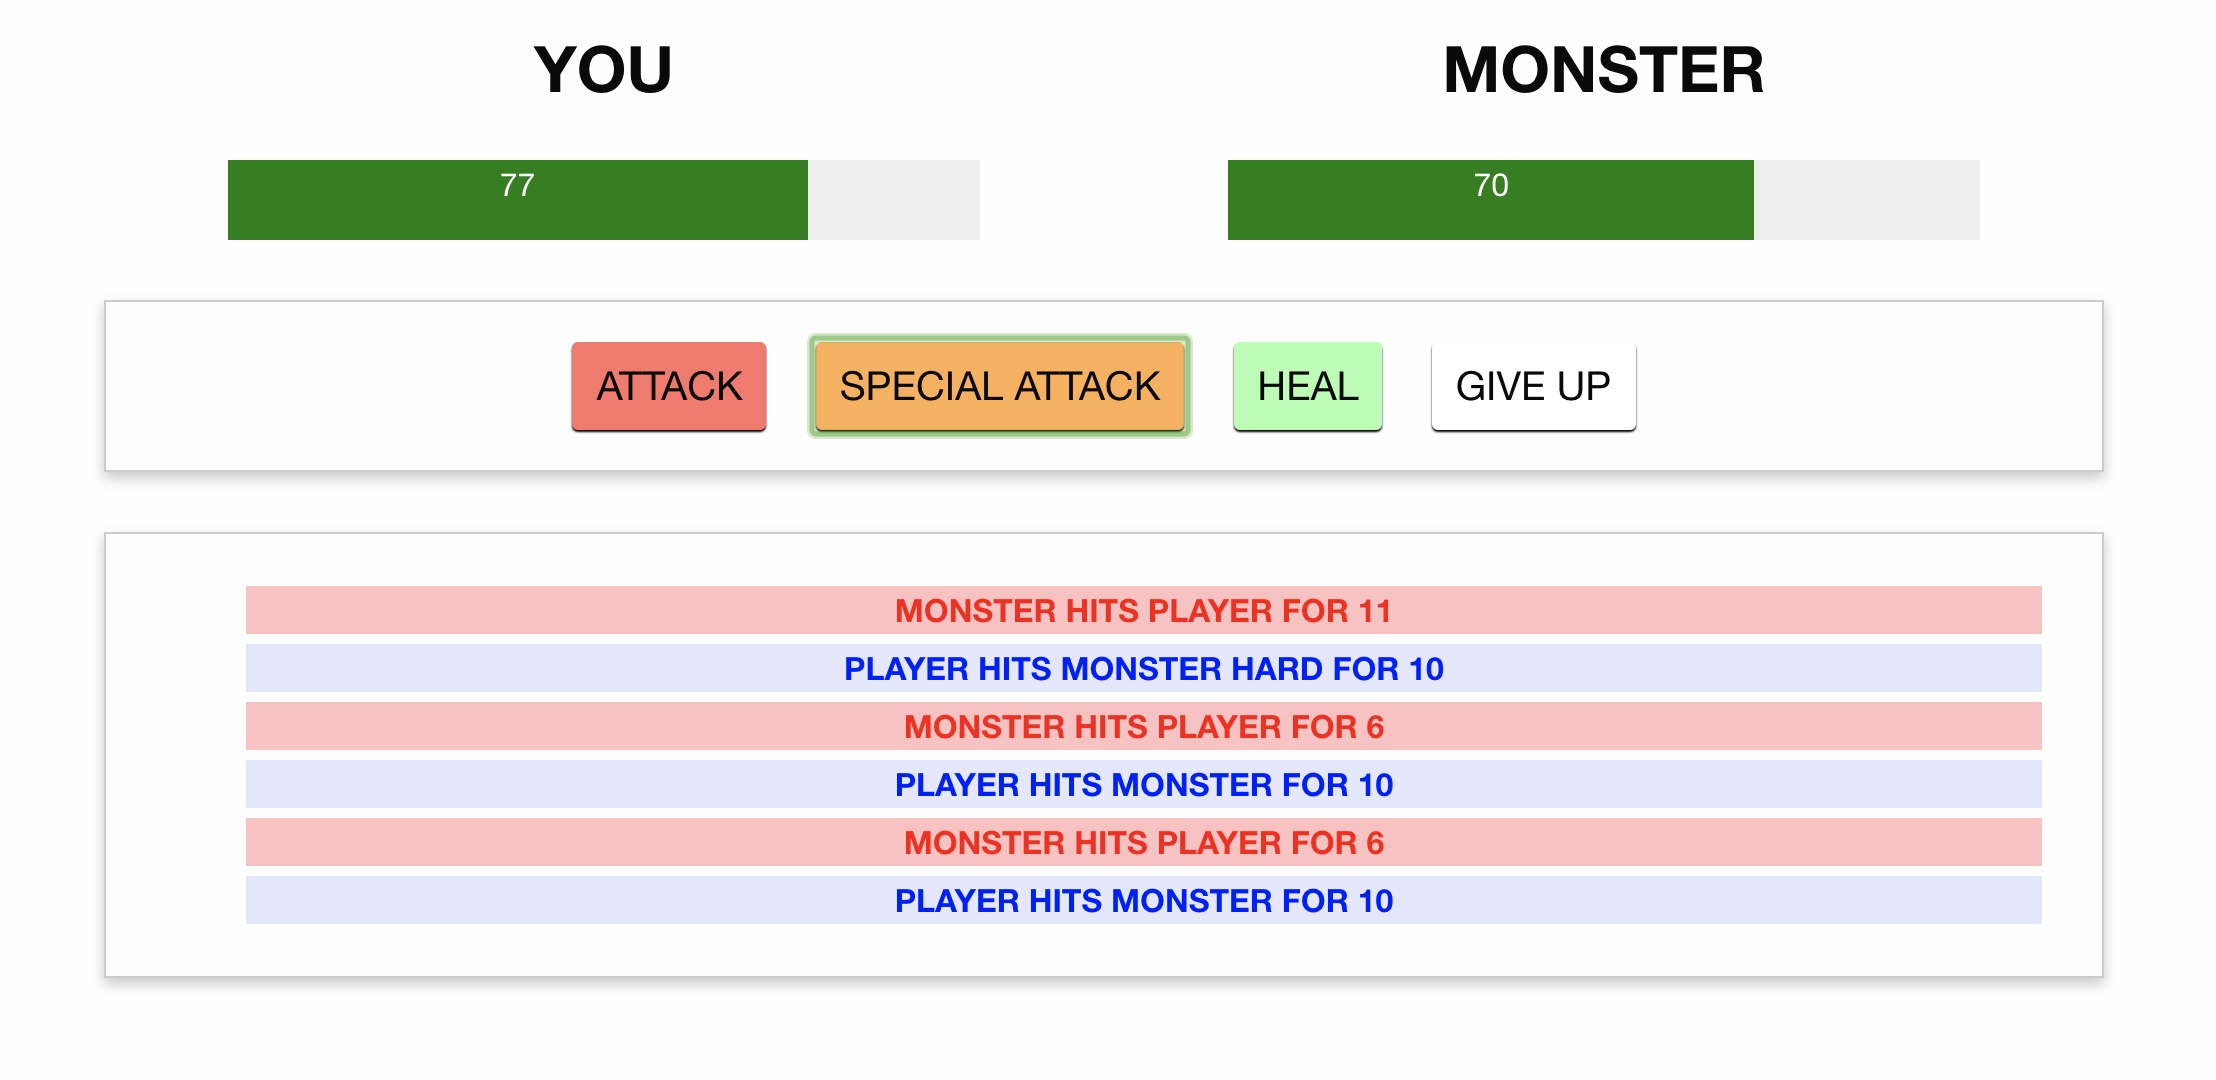 YOU
MONSTER
77
70
ATTACK
SPECIAL ATTACK
HEAL
GIVE UP
MONSTER HITS PLAYER FOR 11
PLAYER HITS MONSTER HARD FOR 10
MONSTER HITS PLAYER FOR 6
PLAYER HITS MONSTER FOR 10
MONSTER HITS PLAYER FOR 6
PLAYER HITS MONSTER FOR 10